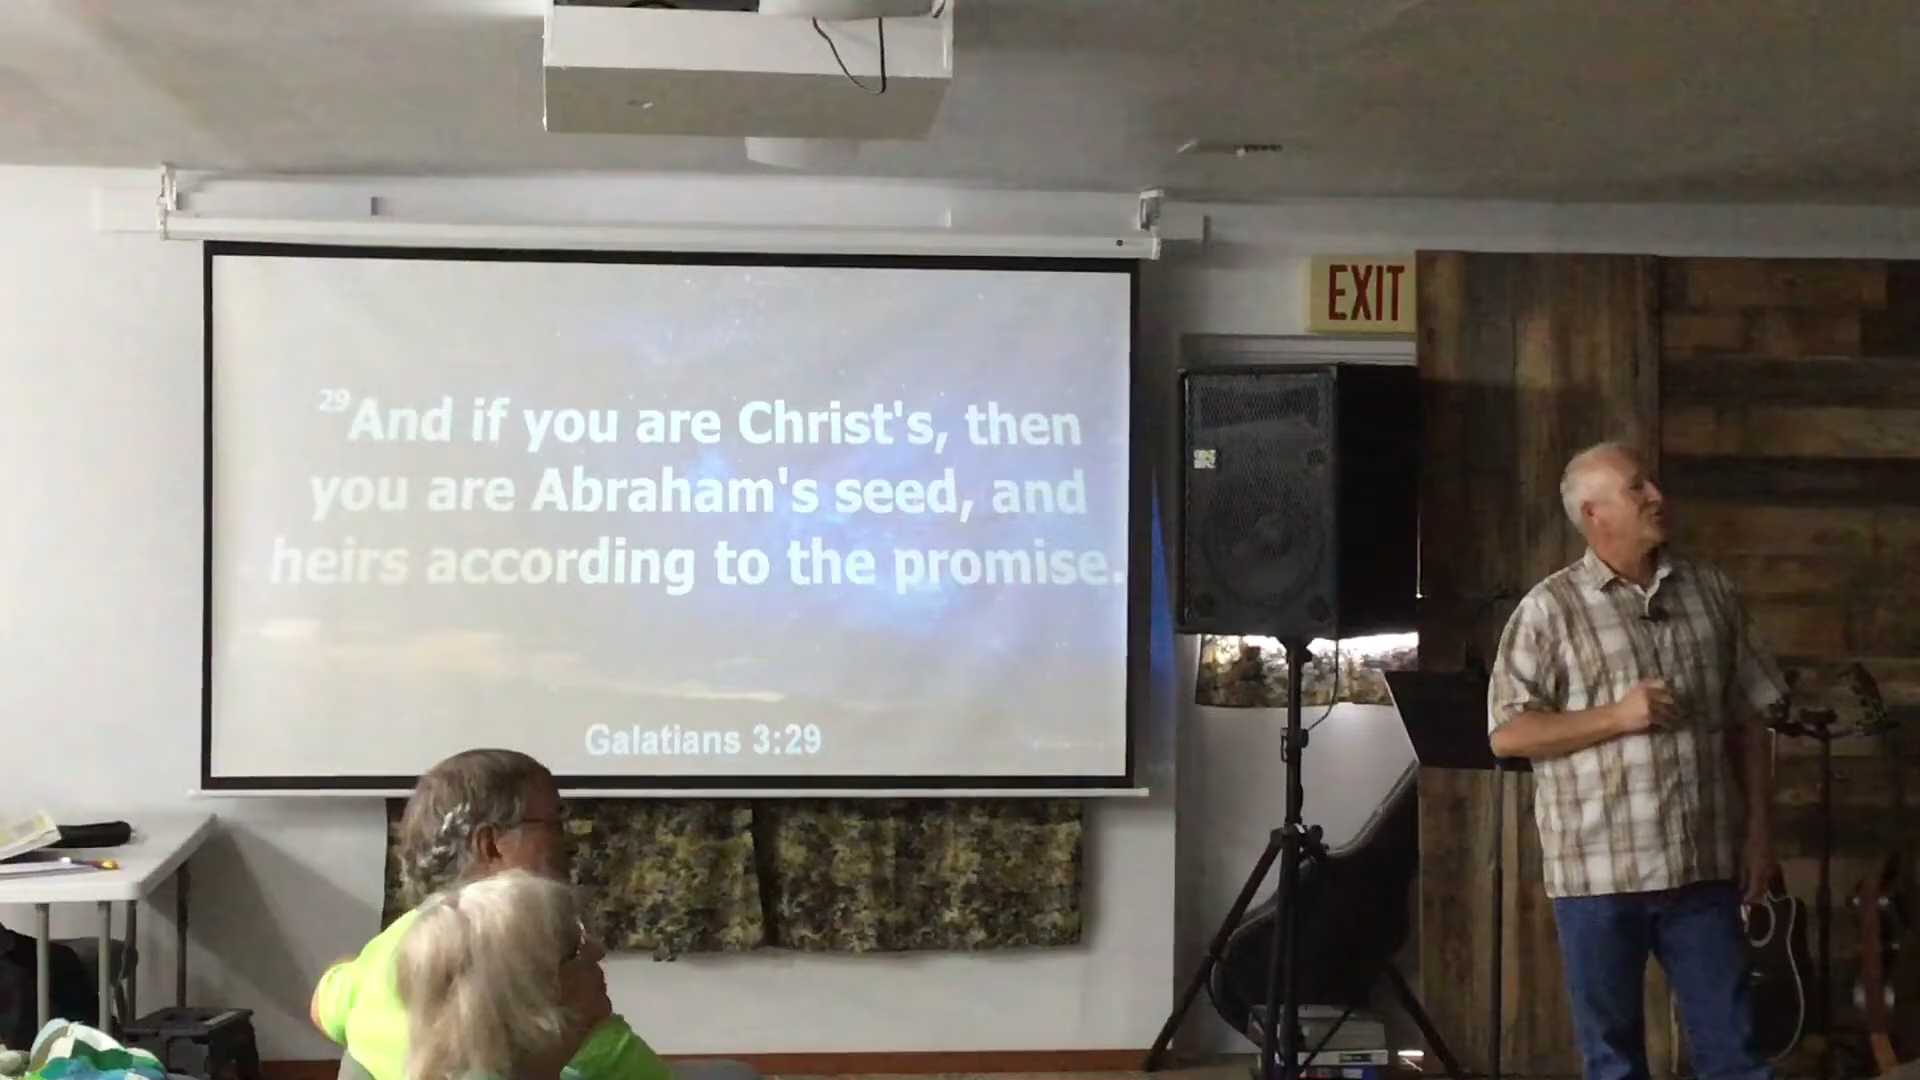 EXIT
²⁹And if you are Christ's, then
you are Abraham's seed, and
heirs according to the promise.
Galatians 3:29